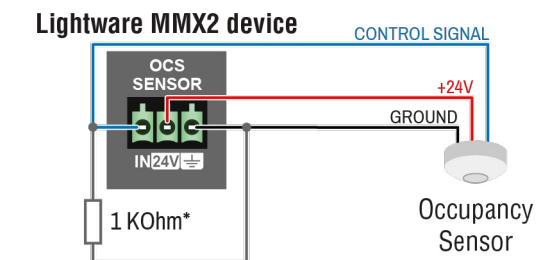 Lightware MMX2 device
CONTROL SIGNAL
OCS
SENSOR
+24V
GROUND
IN 24V
1 KOhm*
Occupancy
Sensor